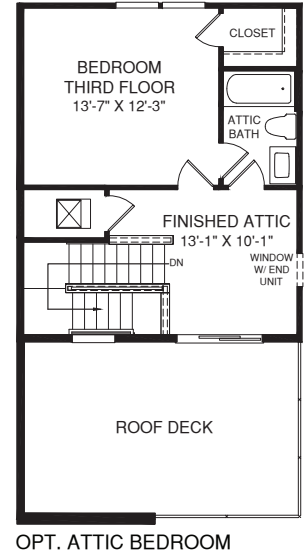 CLOSET
BEDROOM
THIRD FLOOR
13'-7" X 12'-3"
ATTIC
BATH
FINISHED ATTIC
13'-1" X 10'-1"
DN
WINDOW
W/ END
UNIT
ROOF DECK
OPT. ATTIC BEDROOM